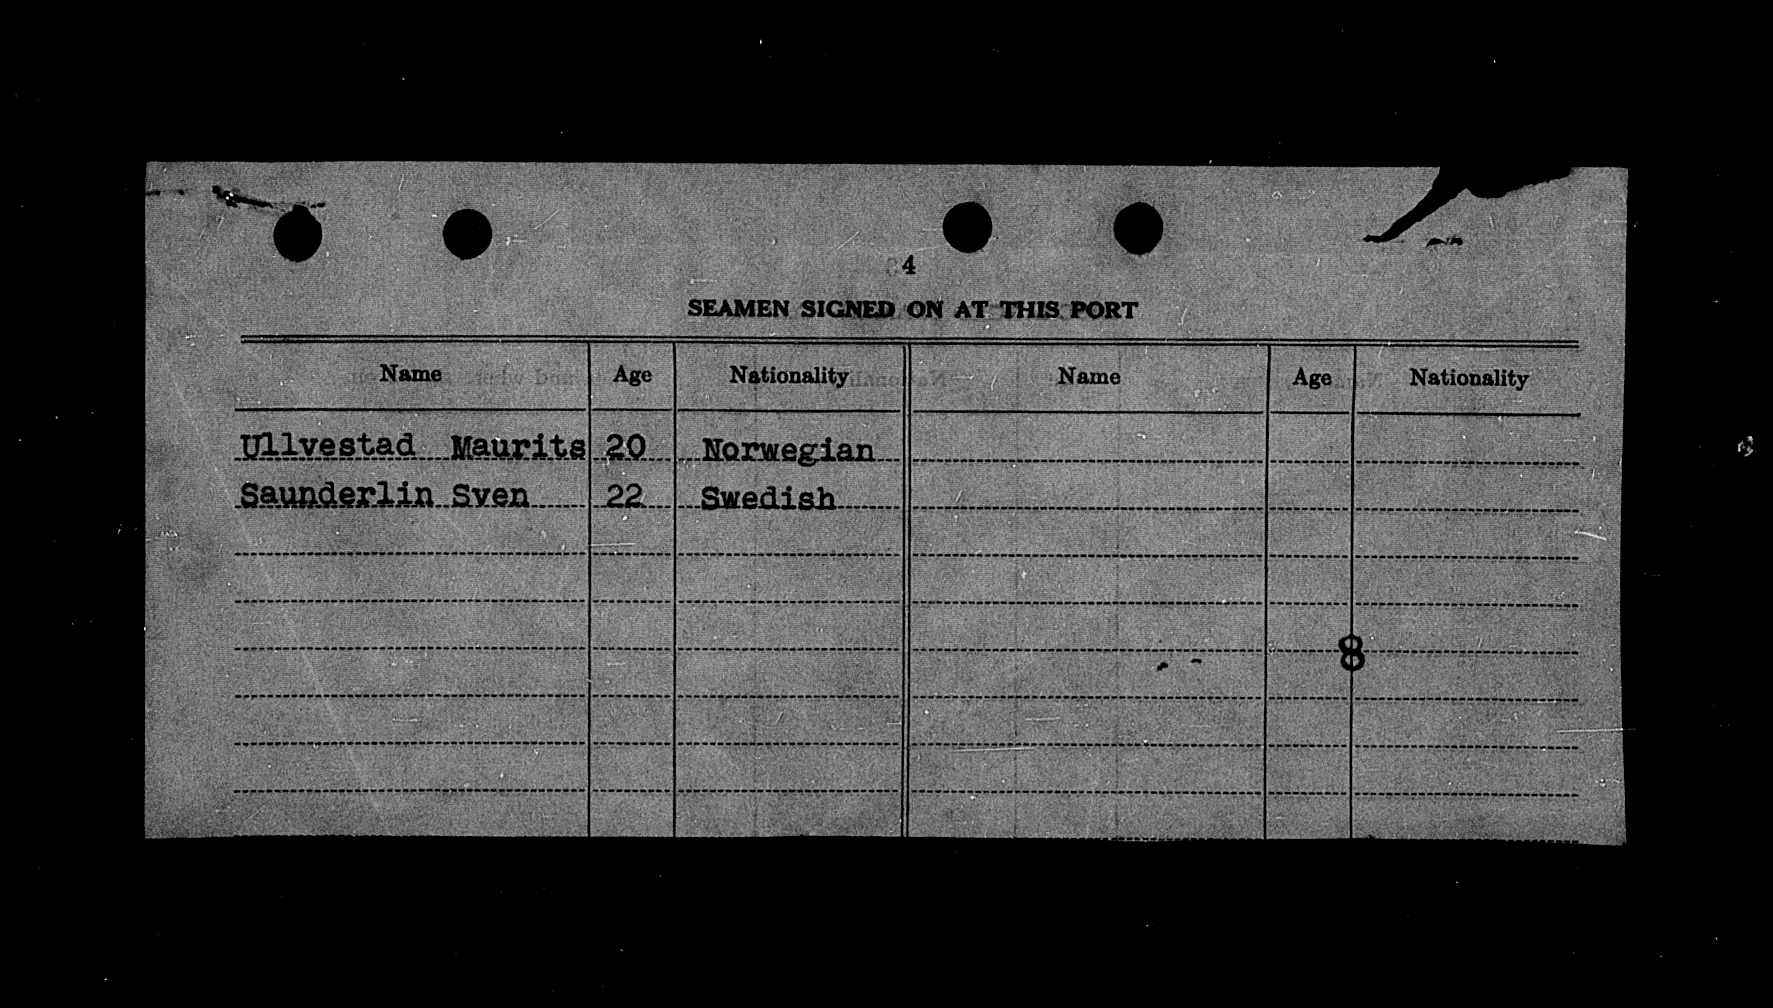 4
SEAMEN SIGNED ON AT THIS PORT
Name Age Nationality Name Age Nationality
Ullvestad Maurits 20 Norwegian
Saunderlin Sven 22 Swedish
8